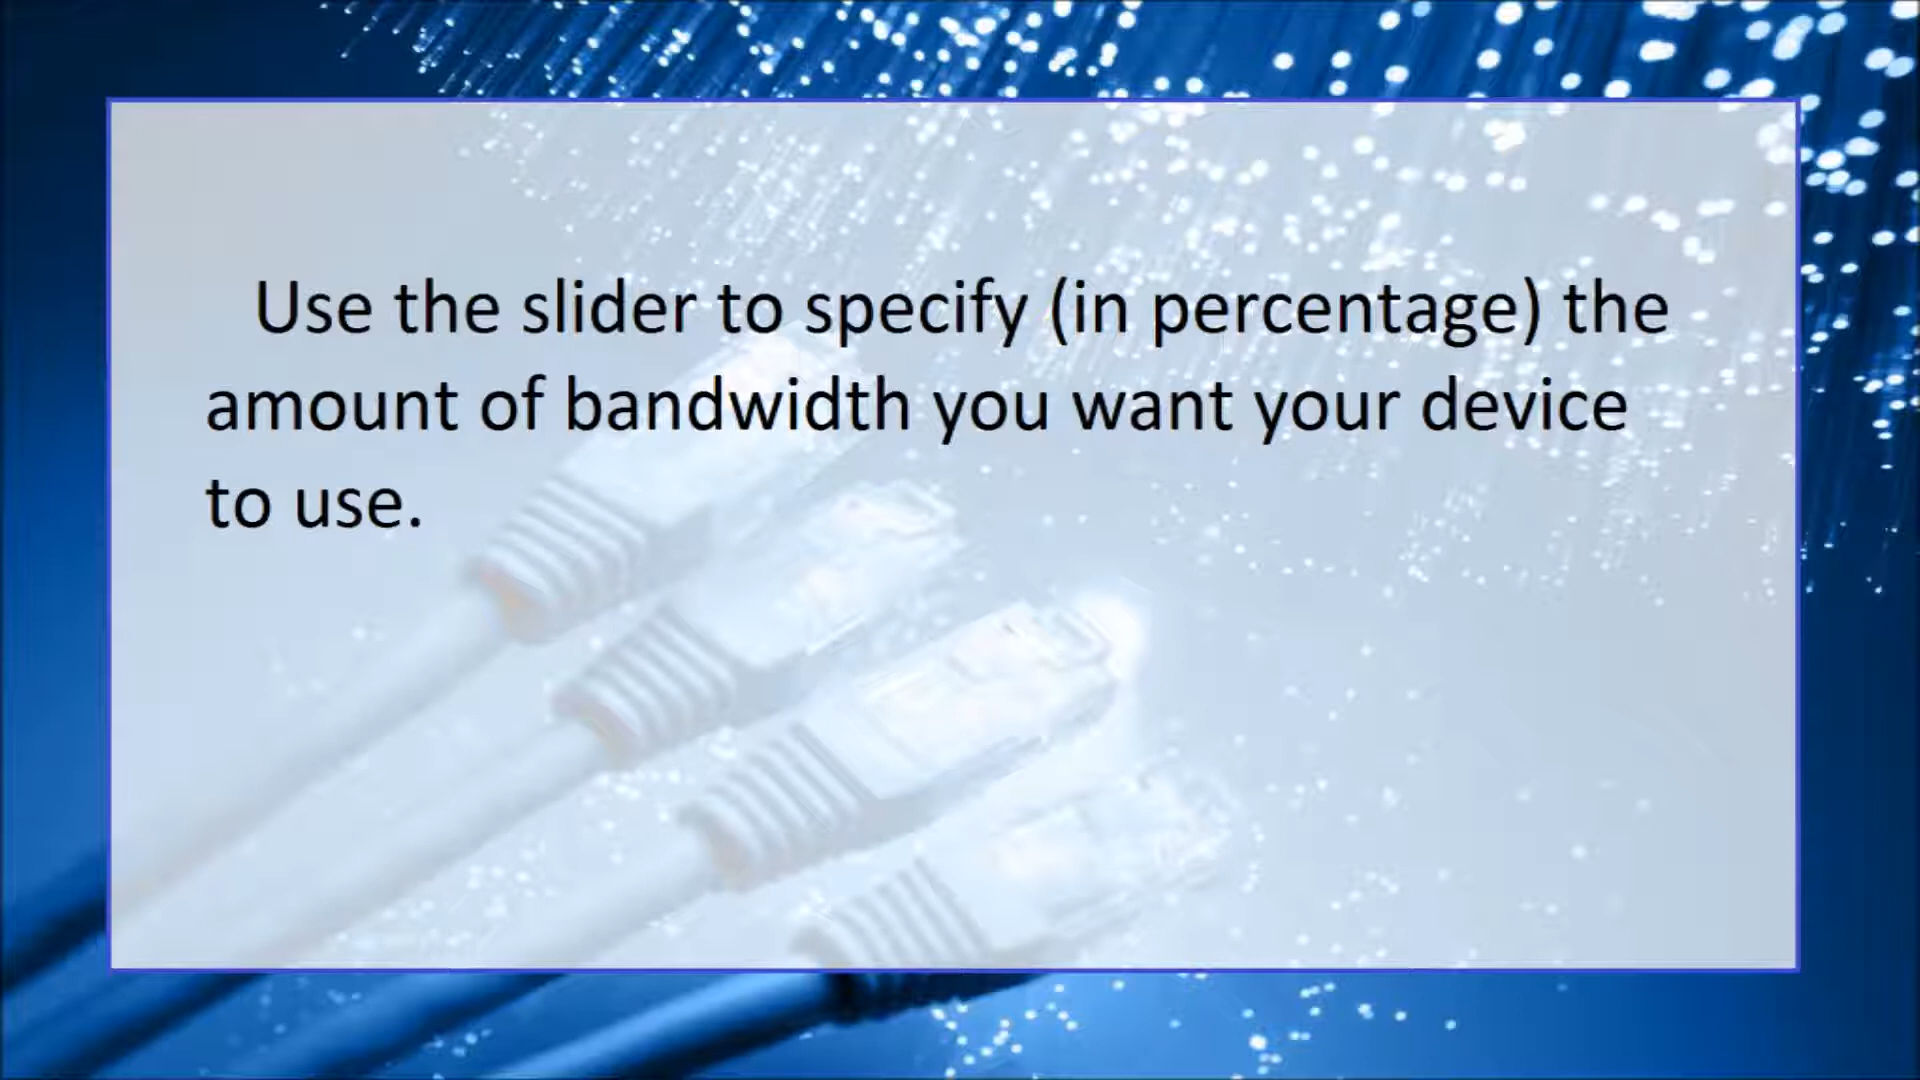 Use the slider to specify (in percentage) the
amount of bandwidth you want your device
to use.